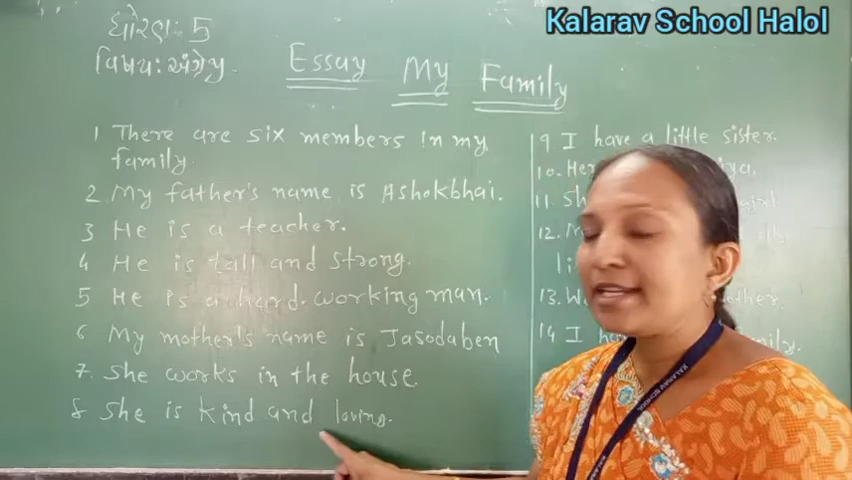 Kalarav School Halol
ધોરણ: 5
વિષય: અંગ્રેજી
Essay My Family
1 There are six members in my
family
2 My father's name is Ashokbhai.
3 He is a teacher.
4 He is tall and strong.
5 He is a hard-working man.
6 My mother's name is Jasodaben
7. She works in the house.
8 She is kind and loving.
9 I have a little sister.
10. Her
11.
12.
13.
14 I
KALARAV SCHOOL